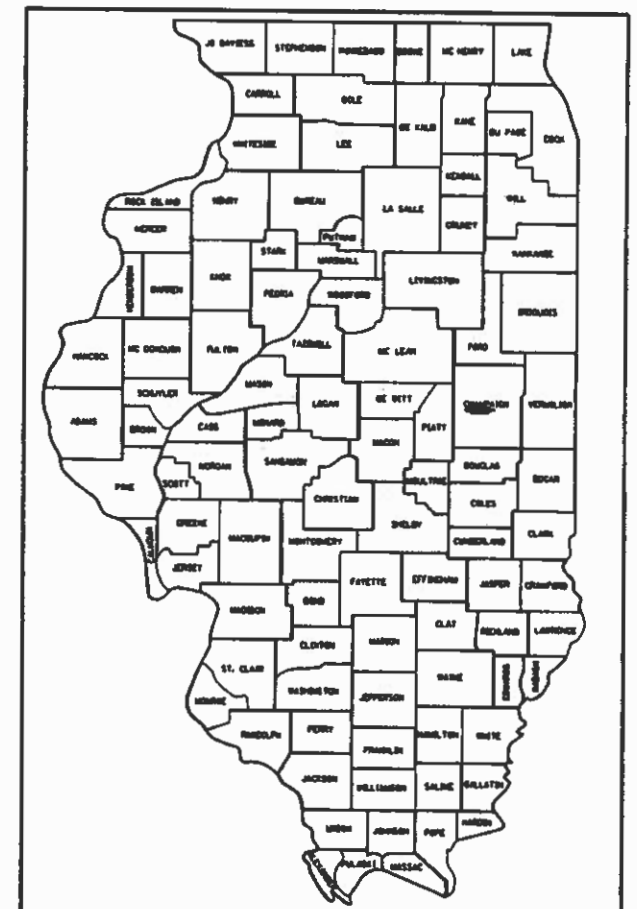 JO DAVIESS
STEPHENSON
WINNEBAGO
BOONE
MC HENRY
LAKE
CARROLL
OGLE
DE KALB
KANE
DU PAGE
COOK
WHITESIDE
LEE
KENDALL
WILL
ROCK ISLAND
HENRY
BUREAU
LA SALLE
GRUNDY
MERCER
PUTNAM
KANKAKEE
STARK
MARSHALL
HENDERSON
WARREN
KNOX
PEORIA
WOODFORD
LIVINGSTON
IROQUOIS
HANCOCK
MC DONOUGH
FULTON
TAZEWELL
MC LEAN
FORD
MASON
SCHUYLER
LOGAN
DE WITT
CHAMPAIGN
VERMILION
ADAMS
BROWN
CASS
MENARD
MACON
PIATT
MORGAN
SANGAMON
DOUGLAS
EDGAR
PIKE
SCOTT
CHRISTIAN
MOULTRIE
COLES
GREENE
MACOUPIN
MONTGOMERY
SHELBY
CUMBERLAND
CLARK
CALHOUN
JERSEY
FAYETTE
EFFINGHAM
JASPER
CRAWFORD
MADISON
BOND
CLAY
RICHLAND
LAWRENCE
CLINTON
MARION
ST. CLAIR
WAYNE
EDWARDS
WABASH
MONROE
WASHINGTON
JEFFERSON
RANDOLPH
PERRY
HAMILTON
WHITE
FRANKLIN
JACKSON
WILLIAMSON
SALINE
GALLATIN
UNION
JOHNSON
POPE
HARDIN
ALEXANDER
PULASKI
MASSAC